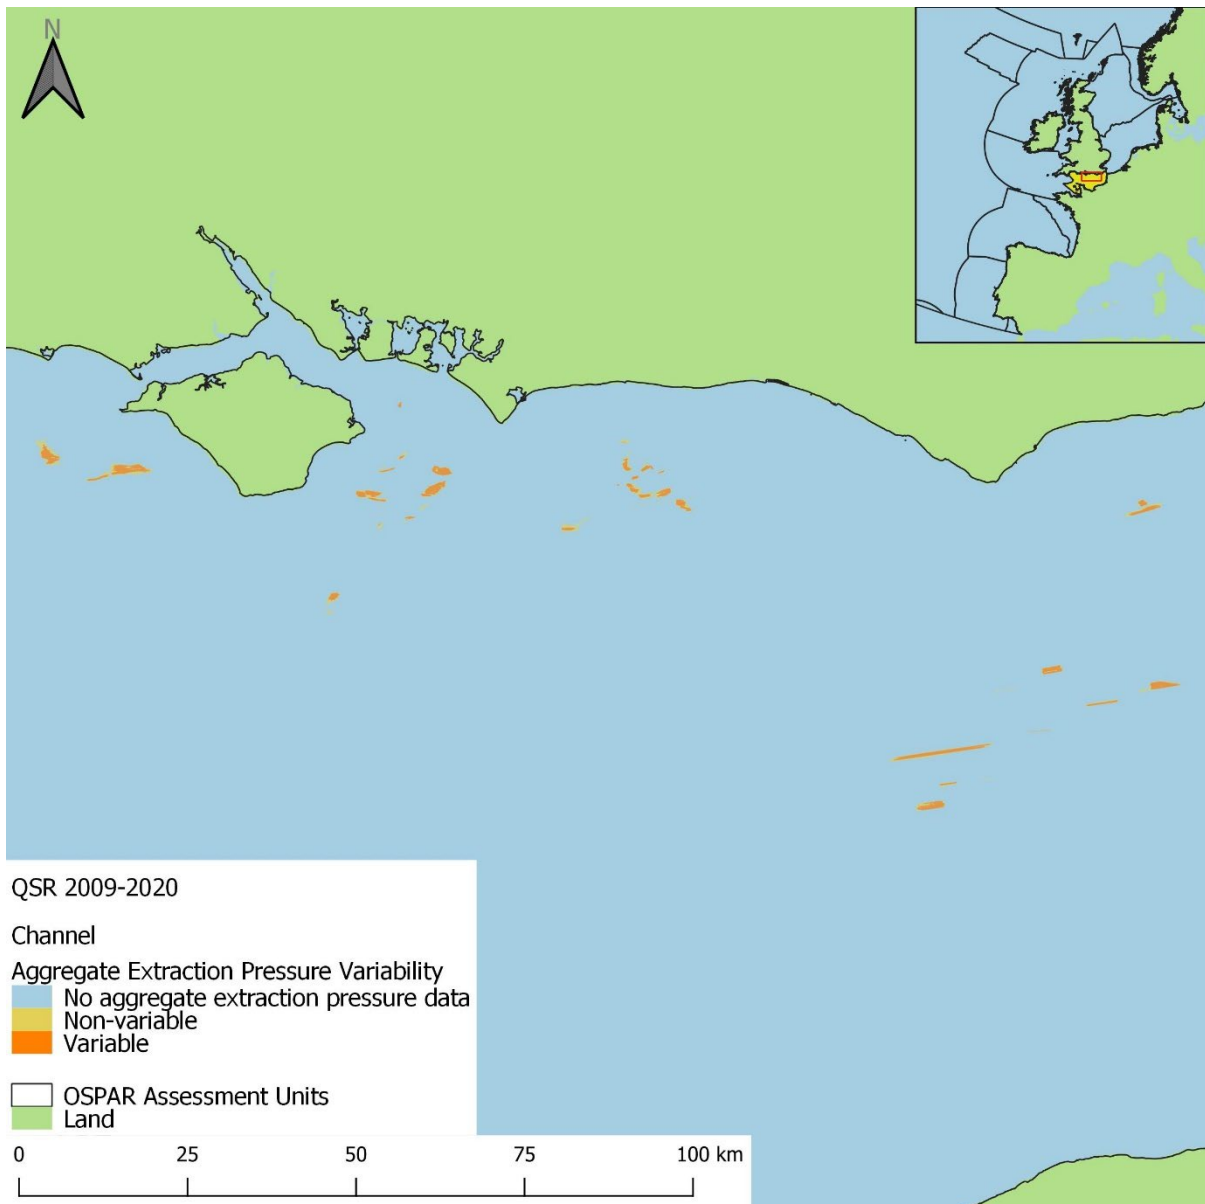 N
QSR 2009-2020
Channel
Aggregate Extraction Pressure Variability
No aggregate extraction pressure data
Non-variable
Variable
OSPAR Assessment Units
Land
0 25 50 75 100 km